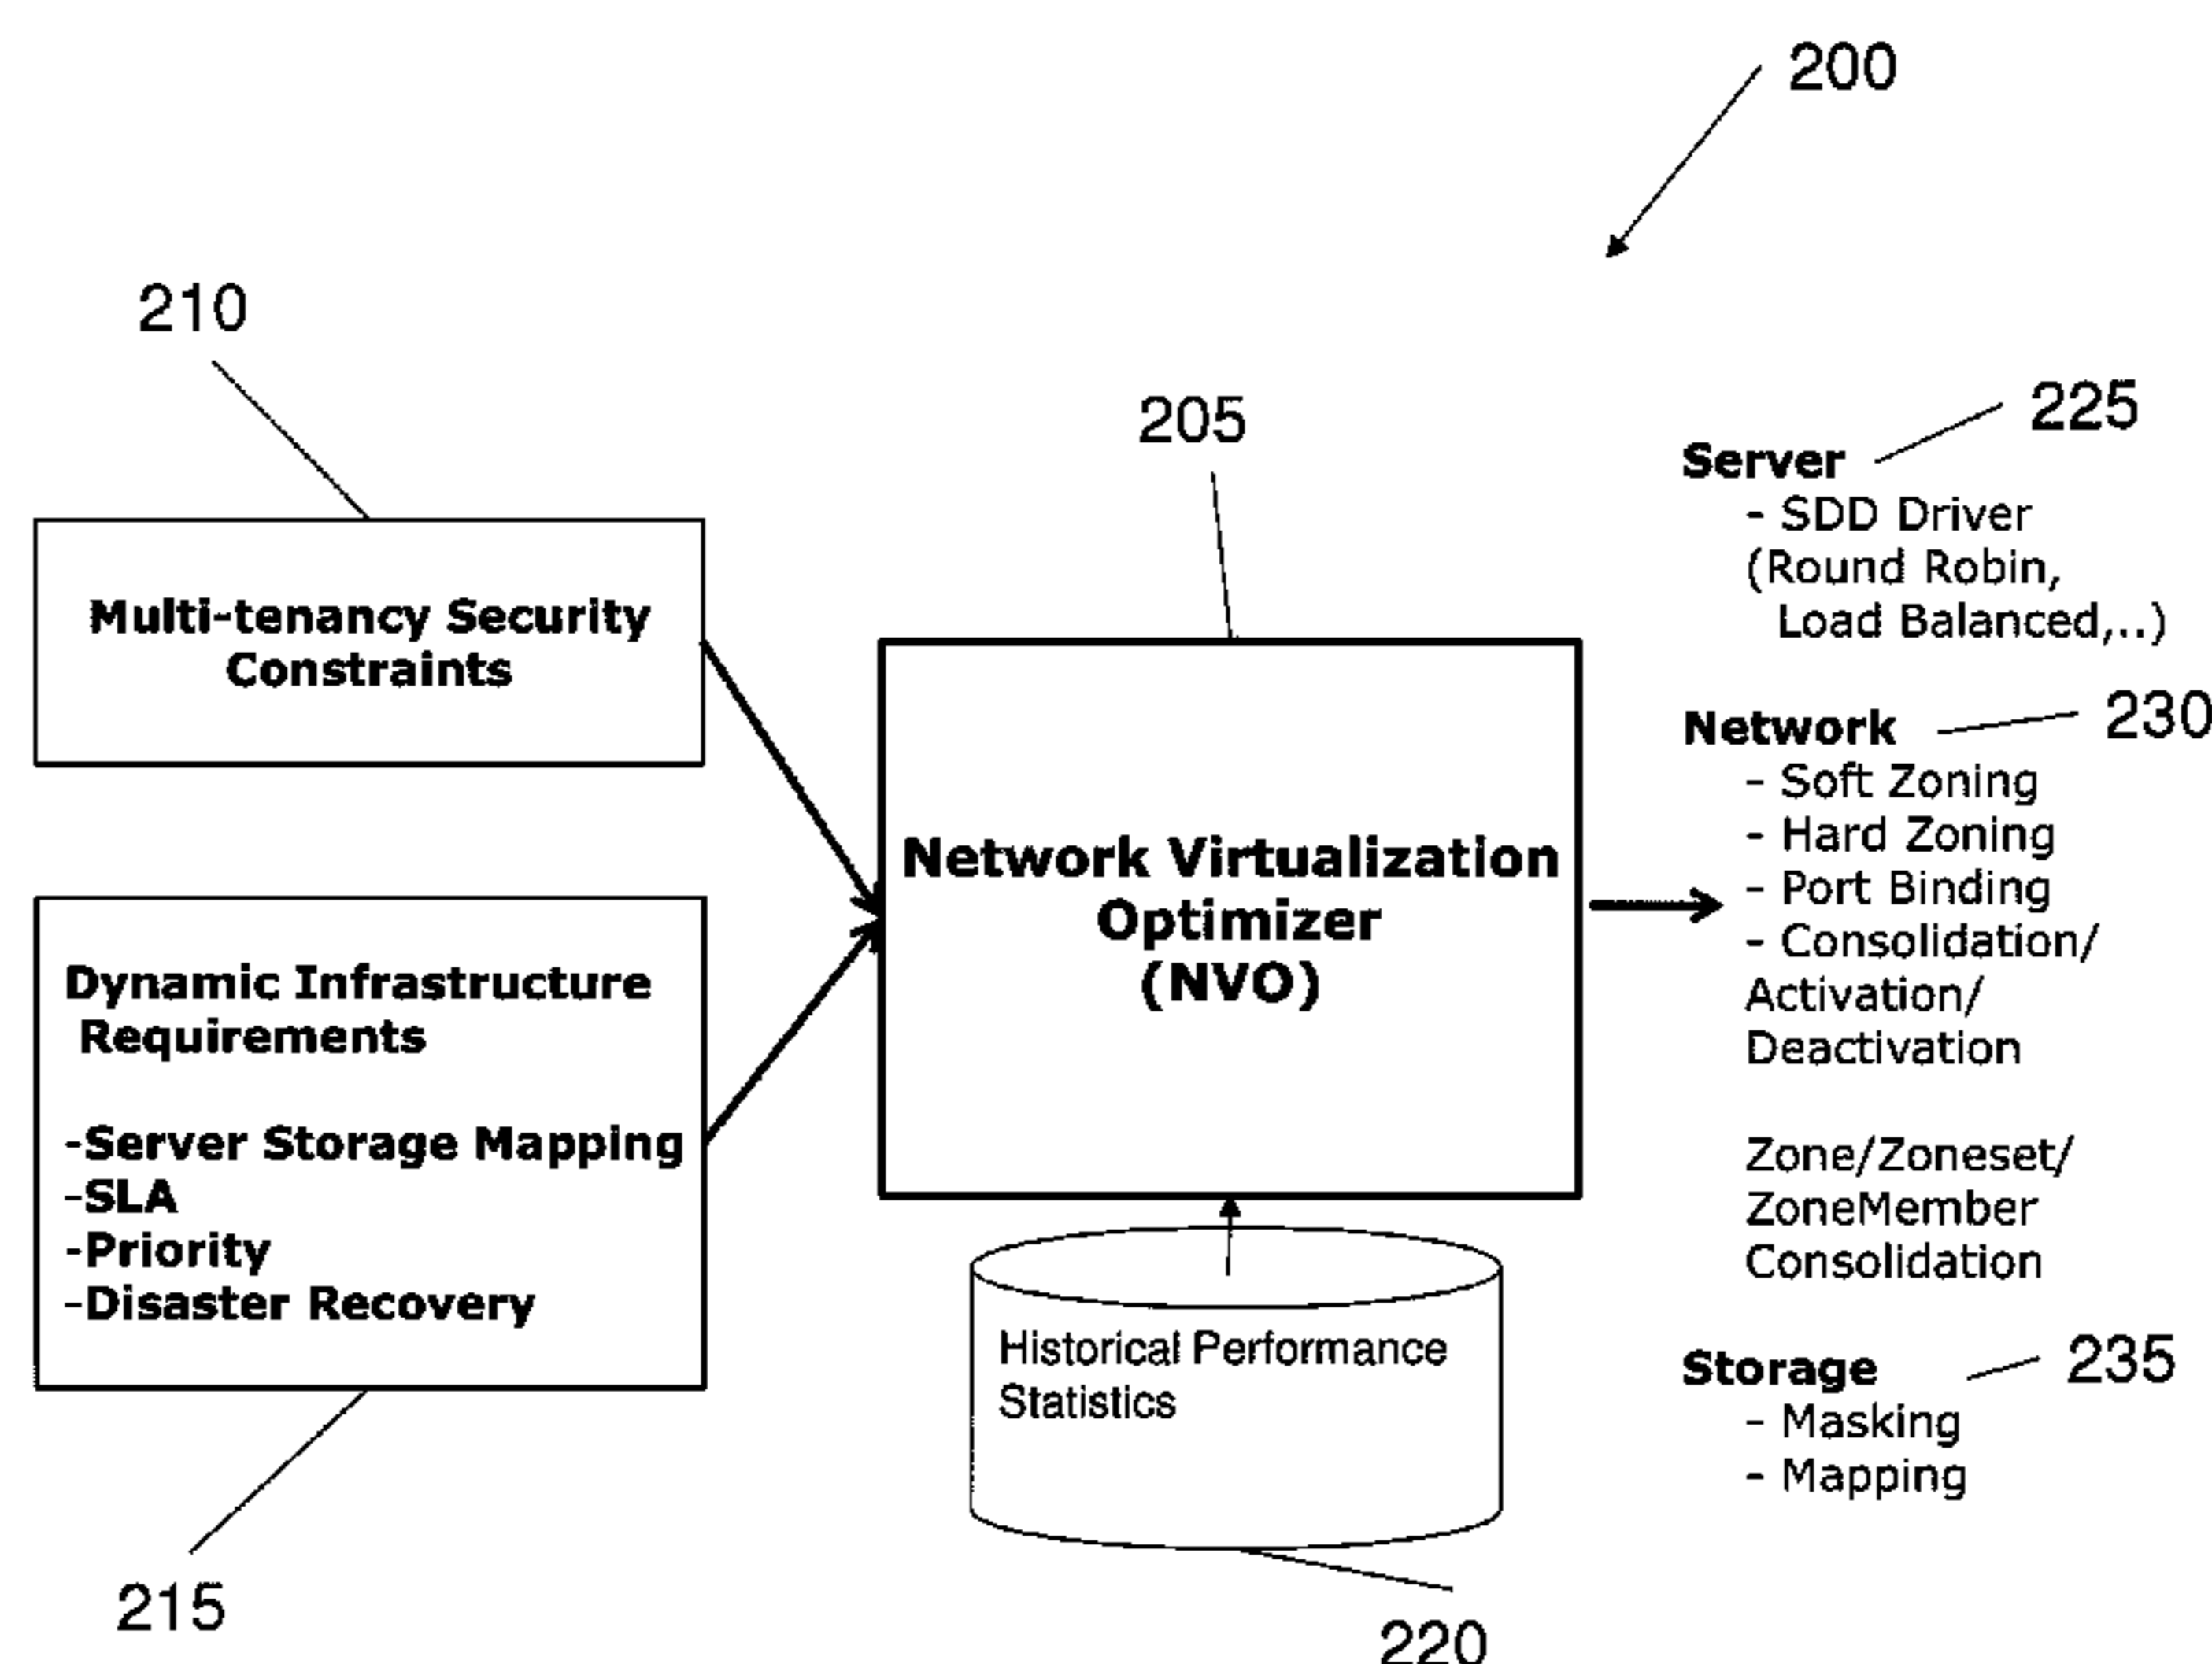 200
210
205
225
Server
- SDD Driver
(Round Robin,
Load Balanced,..)
Multi-tenancy Security
Constraints
230
Network
- Soft Zoning
- Hard Zoning
- Port Binding
- Consolidation/
Activation/
Deactivation
Zone/Zoneset/
ZoneMember
Consolidation
Network Virtualization
Optimizer
(NVO)
Dynamic Infrastructure
Requirements
-Server Storage Mapping
-SLA
-Priority
-Disaster Recovery
Historical Performance
Statistics
Storage
235
- Masking
- Mapping
215
220